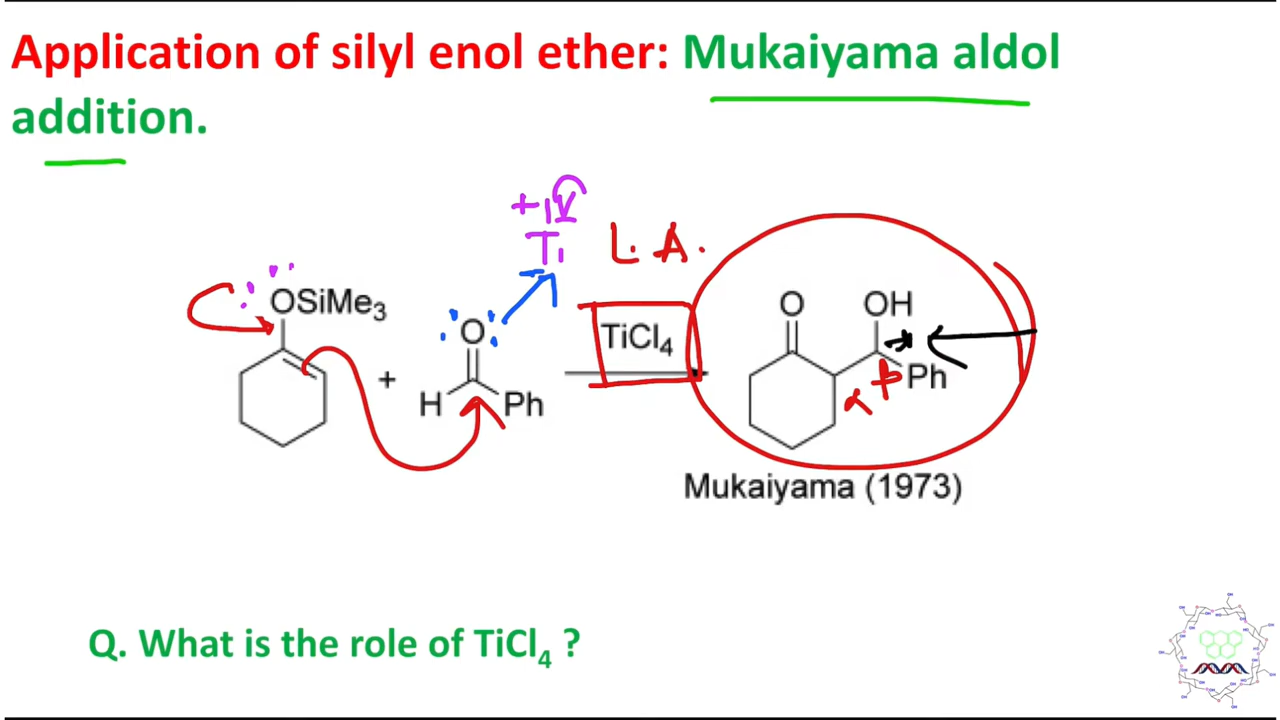 Application of silyl enol ether: Mukaiyama aldol
addition.
+IV
Ti
L.A.
OSiMe3
+
H
O
Ph
TiCl4
O
OH
Ph
α
β
Mukaiyama (1973)
Q. What is the role of TiCl4 ?